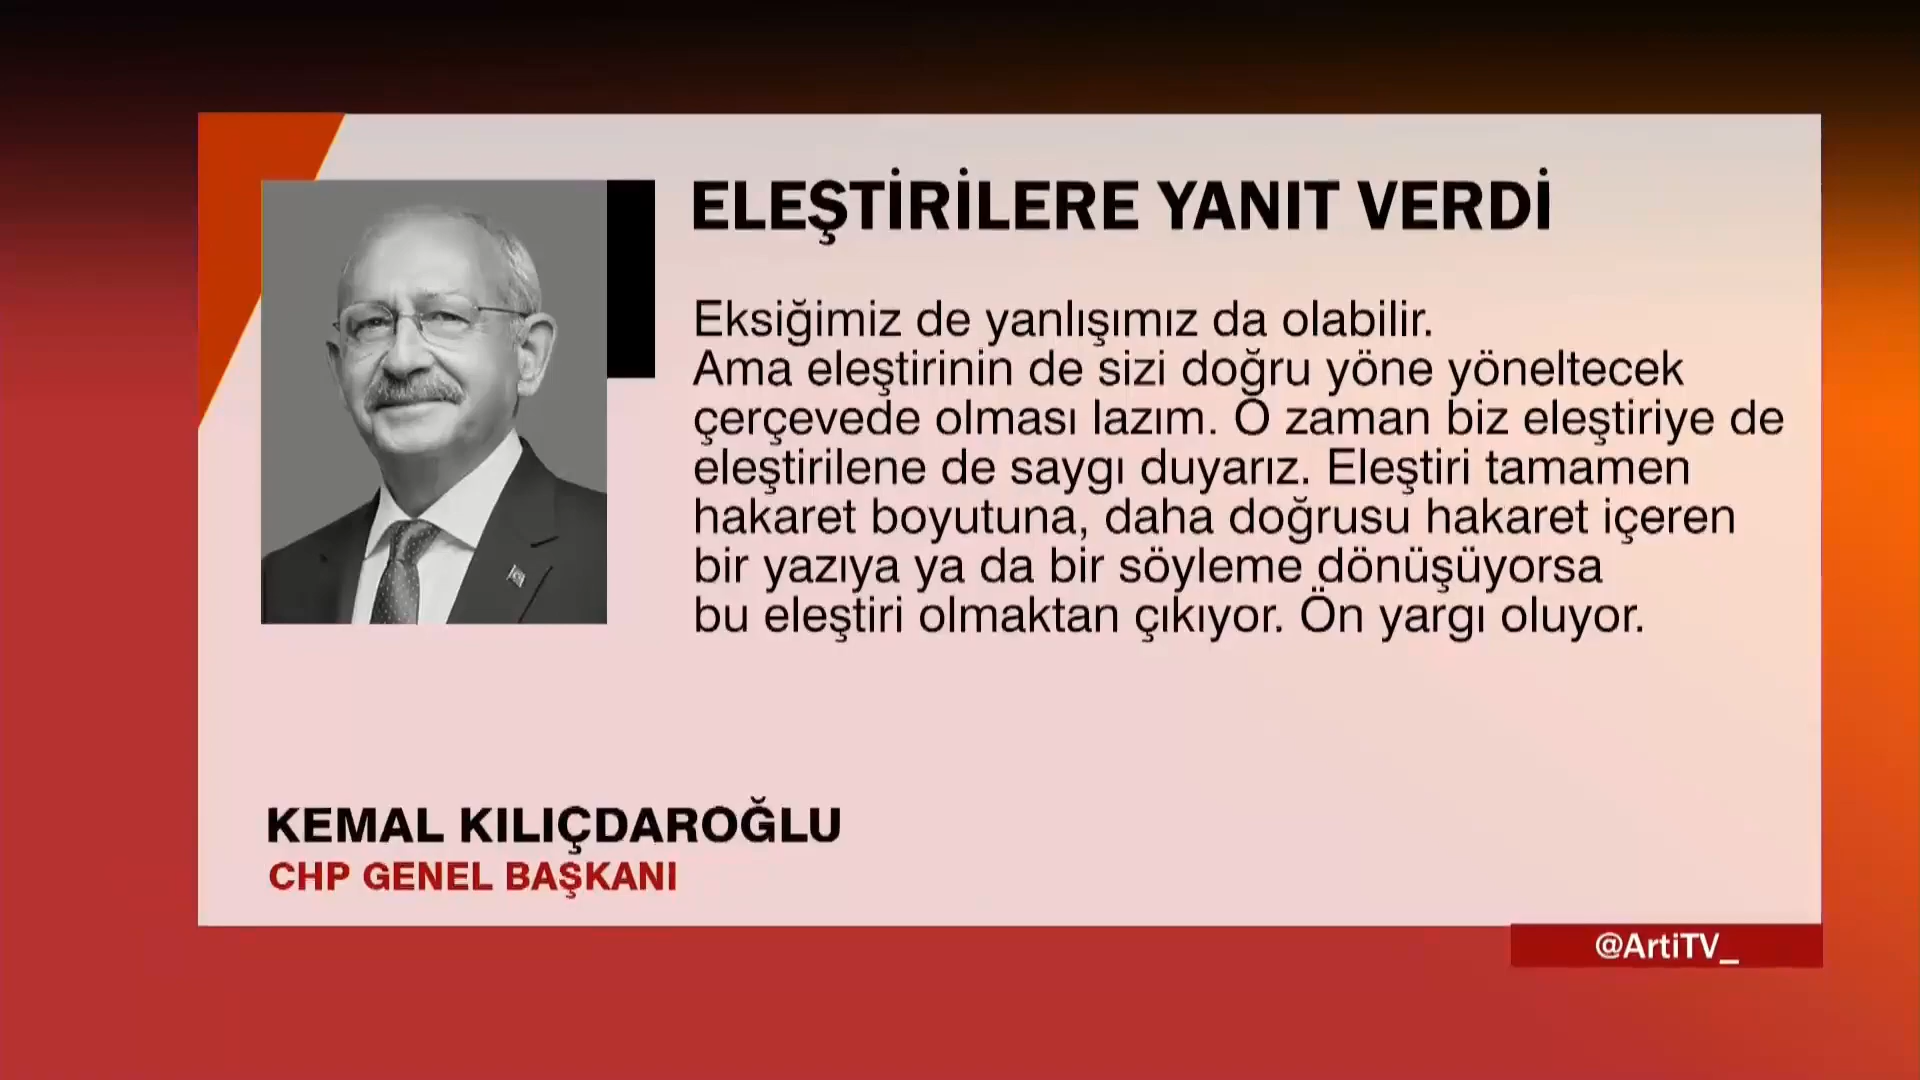 ELEŞTİRİLERE YANIT VERDİ
Eksiğimiz de yanlışımız da olabilir.
Ama eleştirinin de sizi doğru yöne yöneltecek
çerçevede olması lazım. O zaman biz eleştiriye de
eleştirilene de saygı duyarız. Eleştiri tamamen
hakaret boyutuna, daha doğrusu hakaret içeren
bir yazıya ya da bir söyleme dönüşüyorsa
bu eleştiri olmaktan çıkıyor. Ön yargı oluyor.
KEMAL KILIÇDAROĞLU
CHP GENEL BAŞKANI
@ArtiTV_